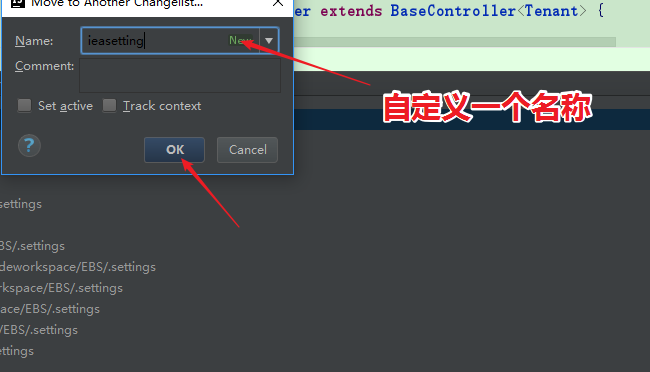 Move to Another Changelist...
er extends BaseController<Tenant> {
Name:
ieasetting
New
Comment:
自定义一个名称
Set active
Track context
?
OK
Cancel
settings
BS/.settings
deworkspace/EBS/.settings
rkspace/EBS/.settings
ace/EBS/.settings
/EBS/.settings
ettings